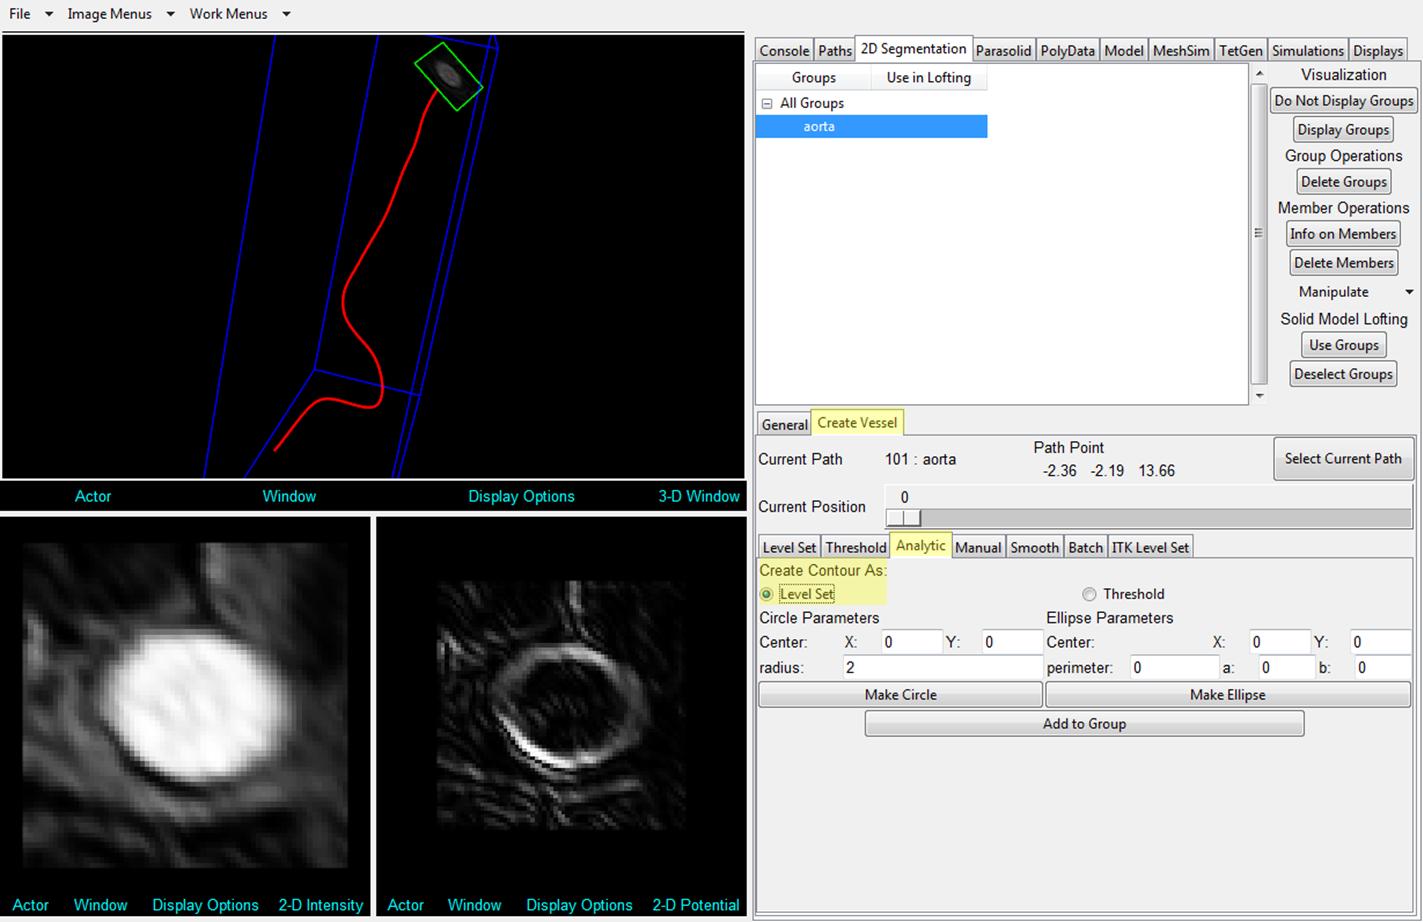 File Image Menus Work Menus
Actor Window Display Options 3-D Window
Actor Window Display Options 2-D Intensity
Actor Window Display Options 2-D Potential
Console Paths 2D Segmentation Parasolid PolyData Model MeshSim TetGen Simulations Displays
Groups Use in Lofting
All Groups
aorta
Visualization
Do Not Display Groups
Display Groups
Group Operations
Delete Groups
Member Operations
Info on Members
Delete Members
Manipulate
Solid Model Lofting
Use Groups
Deselect Groups
General Create Vessel
Current Path 101 : aorta
Path Point
-2.36 -2.19 13.66
Select Current Path
Current Position 0
Level Set Threshold Analytic Manual Smooth Batch ITK Level Set
Create Contour As:
Level Set Threshold
Circle Parameters Ellipse Parameters
Center: X: 0 Y: 0 Center: X: 0 Y: 0
radius: 2 perimeter: 0 a: 0 b: 0
Make Circle Make Ellipse
Add to Group